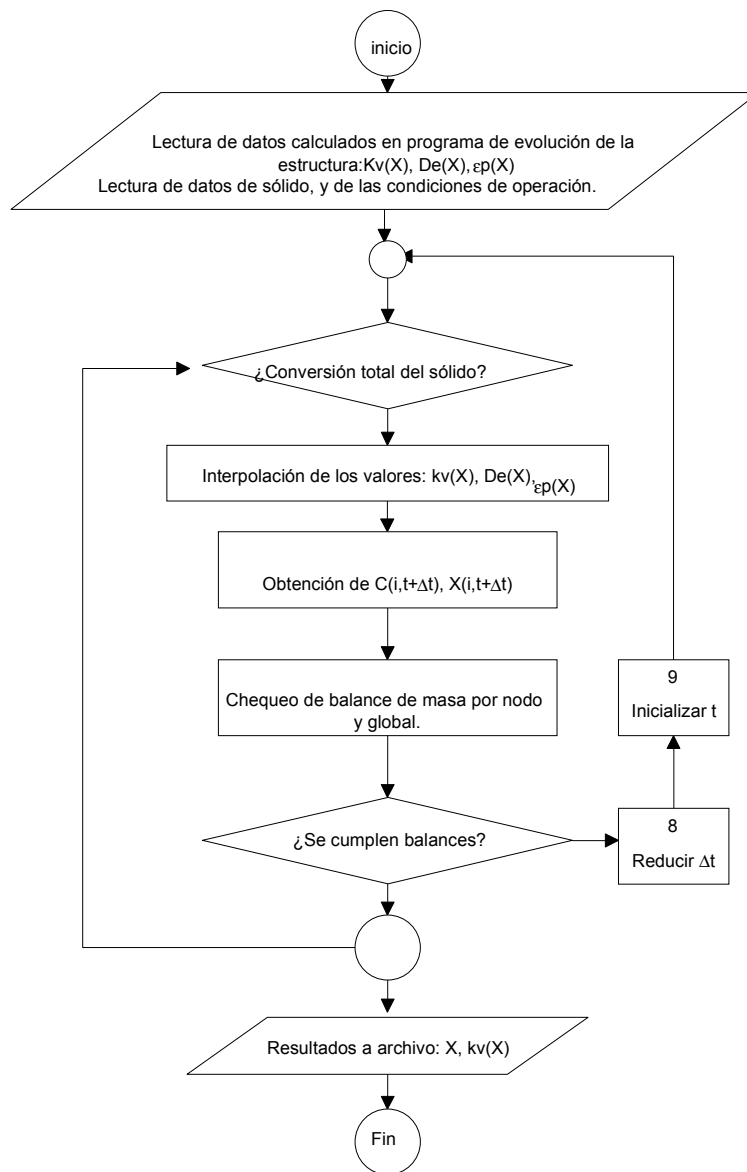 inicio
Lectura de datos calculados en programa de evolución de la
estructura:Kv(X), De(X), εp(X)
Lectura de datos de sólido, y de las condiciones de operación.
¿Conversión total del sólido?
Interpolación de los valores: kv(X), De(X), εp(X)
Obtención de C(i,t+Δt), X(i,t+Δt)
Chequeo de balance de masa por nodo
y global.
9
Inicializar t
¿Se cumplen balances?
8
Reducir Δt
Resultados a archivo: X, kv(X)
Fin